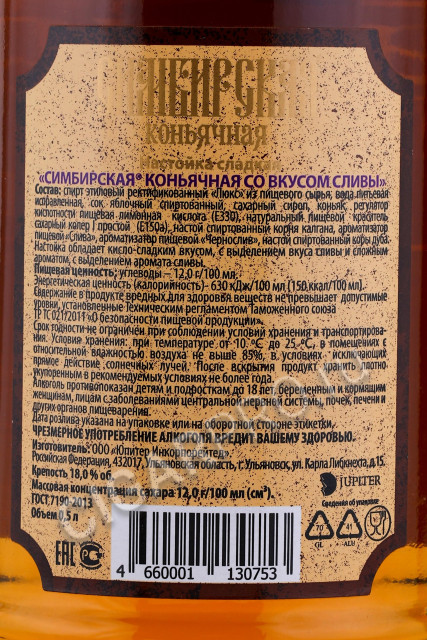 СИМБИРСКАЯ
КОНЬЯЧНАЯ
настойка сладкая
«СИМБИРСКАЯ® КОНЬЯЧНАЯ СО ВКУСОМ СЛИВЫ»
Состав: спирт этиловый ректификованный «Люкс» из пищевого сырья, вода питьевая
исправленная, сок яблочный спиртованный, сахарный сироп, коньяк, регулятор
кислотности пищевая лимонная кислота (Е330), натуральный пищевой краситель
сахарный колер I простой (Е150а), настой спиртованный корня калгана, ароматизатор
пищевой «Слива», ароматизатор пищевой «Чернослив», настой спиртованный коры дуба.
Настойка обладает кисло-сладким вкусом, с выделением вкуса сливы и сложным
ароматом, с выделением аромата сливы.
Пищевая ценность: углеводы – 12,0 г/100 мл.
Энергетическая ценность (калорийность)- 630 кДж/100 мл (150 ккал/100 мл).
Содержание в продукте вредных для здоровья веществ не превышает допустимые
уровни, установленные Техническим регламентом Таможенного союза
ТР ТС 021/2011 «О безопасности пищевой продукции».
Срок годности не ограничен при соблюдении условий хранения и транспортирова-
ния. Условия хранения: при температуре от 10 °С до 25 °С, в помещениях с
относительной влажностью воздуха не выше 85%, в условиях исключающих
прямое действие солнечных лучей. После вскрытия продукт хранить плотно
укупоренным в рекомендуемых условиях не более года.
Алкоголь противопоказан детям и подросткам до 18 лет, беременным и кормящим
женщинам, лицам с заболеваниями центральной нервной системы, почек, печени и
других органов пищеварения.
Дата розлива указана на упаковке или на оборотной стороне этикетки.
ЧРЕЗМЕРНОЕ УПОТРЕБЛЕНИЕ АЛКОГОЛЯ ВРЕДИТ ВАШЕМУ ЗДОРОВЬЮ.
Изготовитель: ООО «Юпитер Инкорпорейтед».
Российская Федерация, 432017, Ульяновская область, г. Ульяновск, ул. Карла Либкнехта, д.15.
Крепость 18,0 % об.
Массовая концентрация сахара 12,0 г/100 мл (см³).
ГОСТ 7190-2013
Объем 0,5 л
JUPITER
Сведения об упаковке
70
GL
41
ALU
ЕАС
4 660001 130753